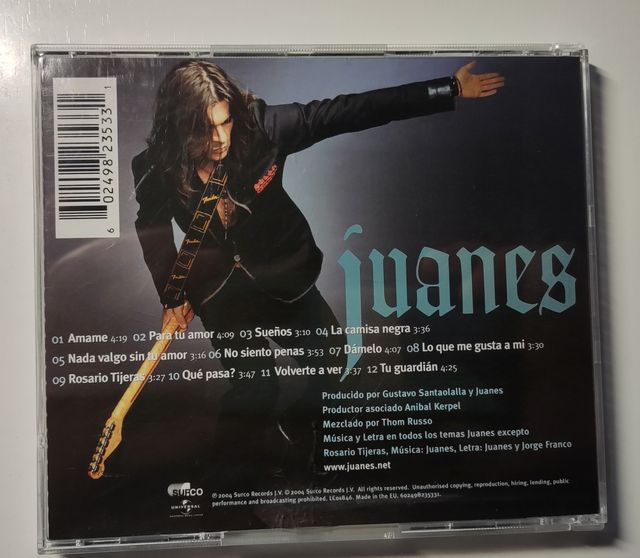 6 02498 23533 1
juanes
01 Amame 4:19 02 Para tú amor 4:09 03 Sueños 3:10 04 La camisa negra 3:36
05 Nada valgo sin tu amor 3:16 06 No siento penas 3:53 07 Dámelo 4:07 08 Lo que me gusta a mi 3:30
09 Rosario Tijeras 3:27 10 Qué pasa? 3:47 11 Volverte a ver 3:37 12 Tu guardián 4:25
Producido por Gustavo Santaolalla y Juanes
Productor asociado Anibal Kerpel
Mezclado por Thom Russo
Música y Letra en todos los temas Juanes excepto
Rosario Tijeras, Música: Juanes, Letra: Juanes y Jorge Franco
www.juanes.net
SURCO
UNIVERSAL
℗ 2004 Surco Records J.V. © 2004 Surco Records J.V. All rights reserved. Unauthorised copying, reproduction, hiring, lending, public
performance and broadcasting prohibited. LC01846. Made in the EU. 602498235331.